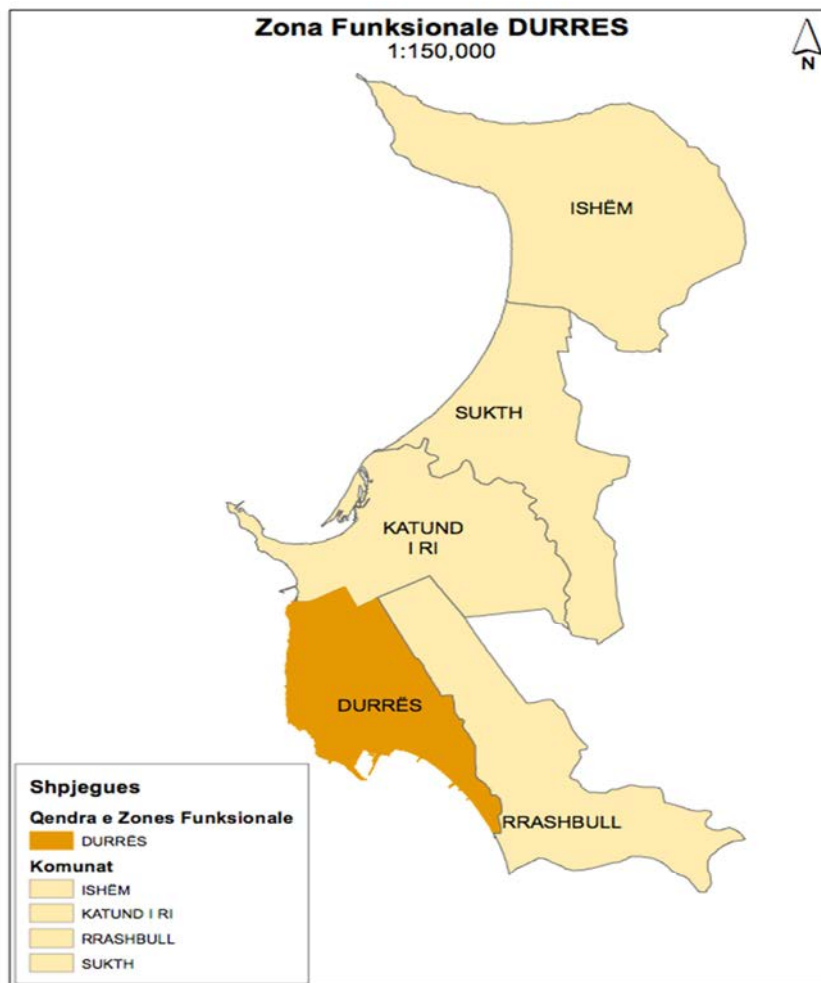 Zona Funksionale DURRES
1:150,000
N
ISHËM
SUKTH
KATUND
I RI
DURRËS
RRASHBULL
Shpjegues
Qendra e Zones Funksionale
DURRËS
Komunat
ISHËM
KATUND I RI
RRASHBULL
SUKTH